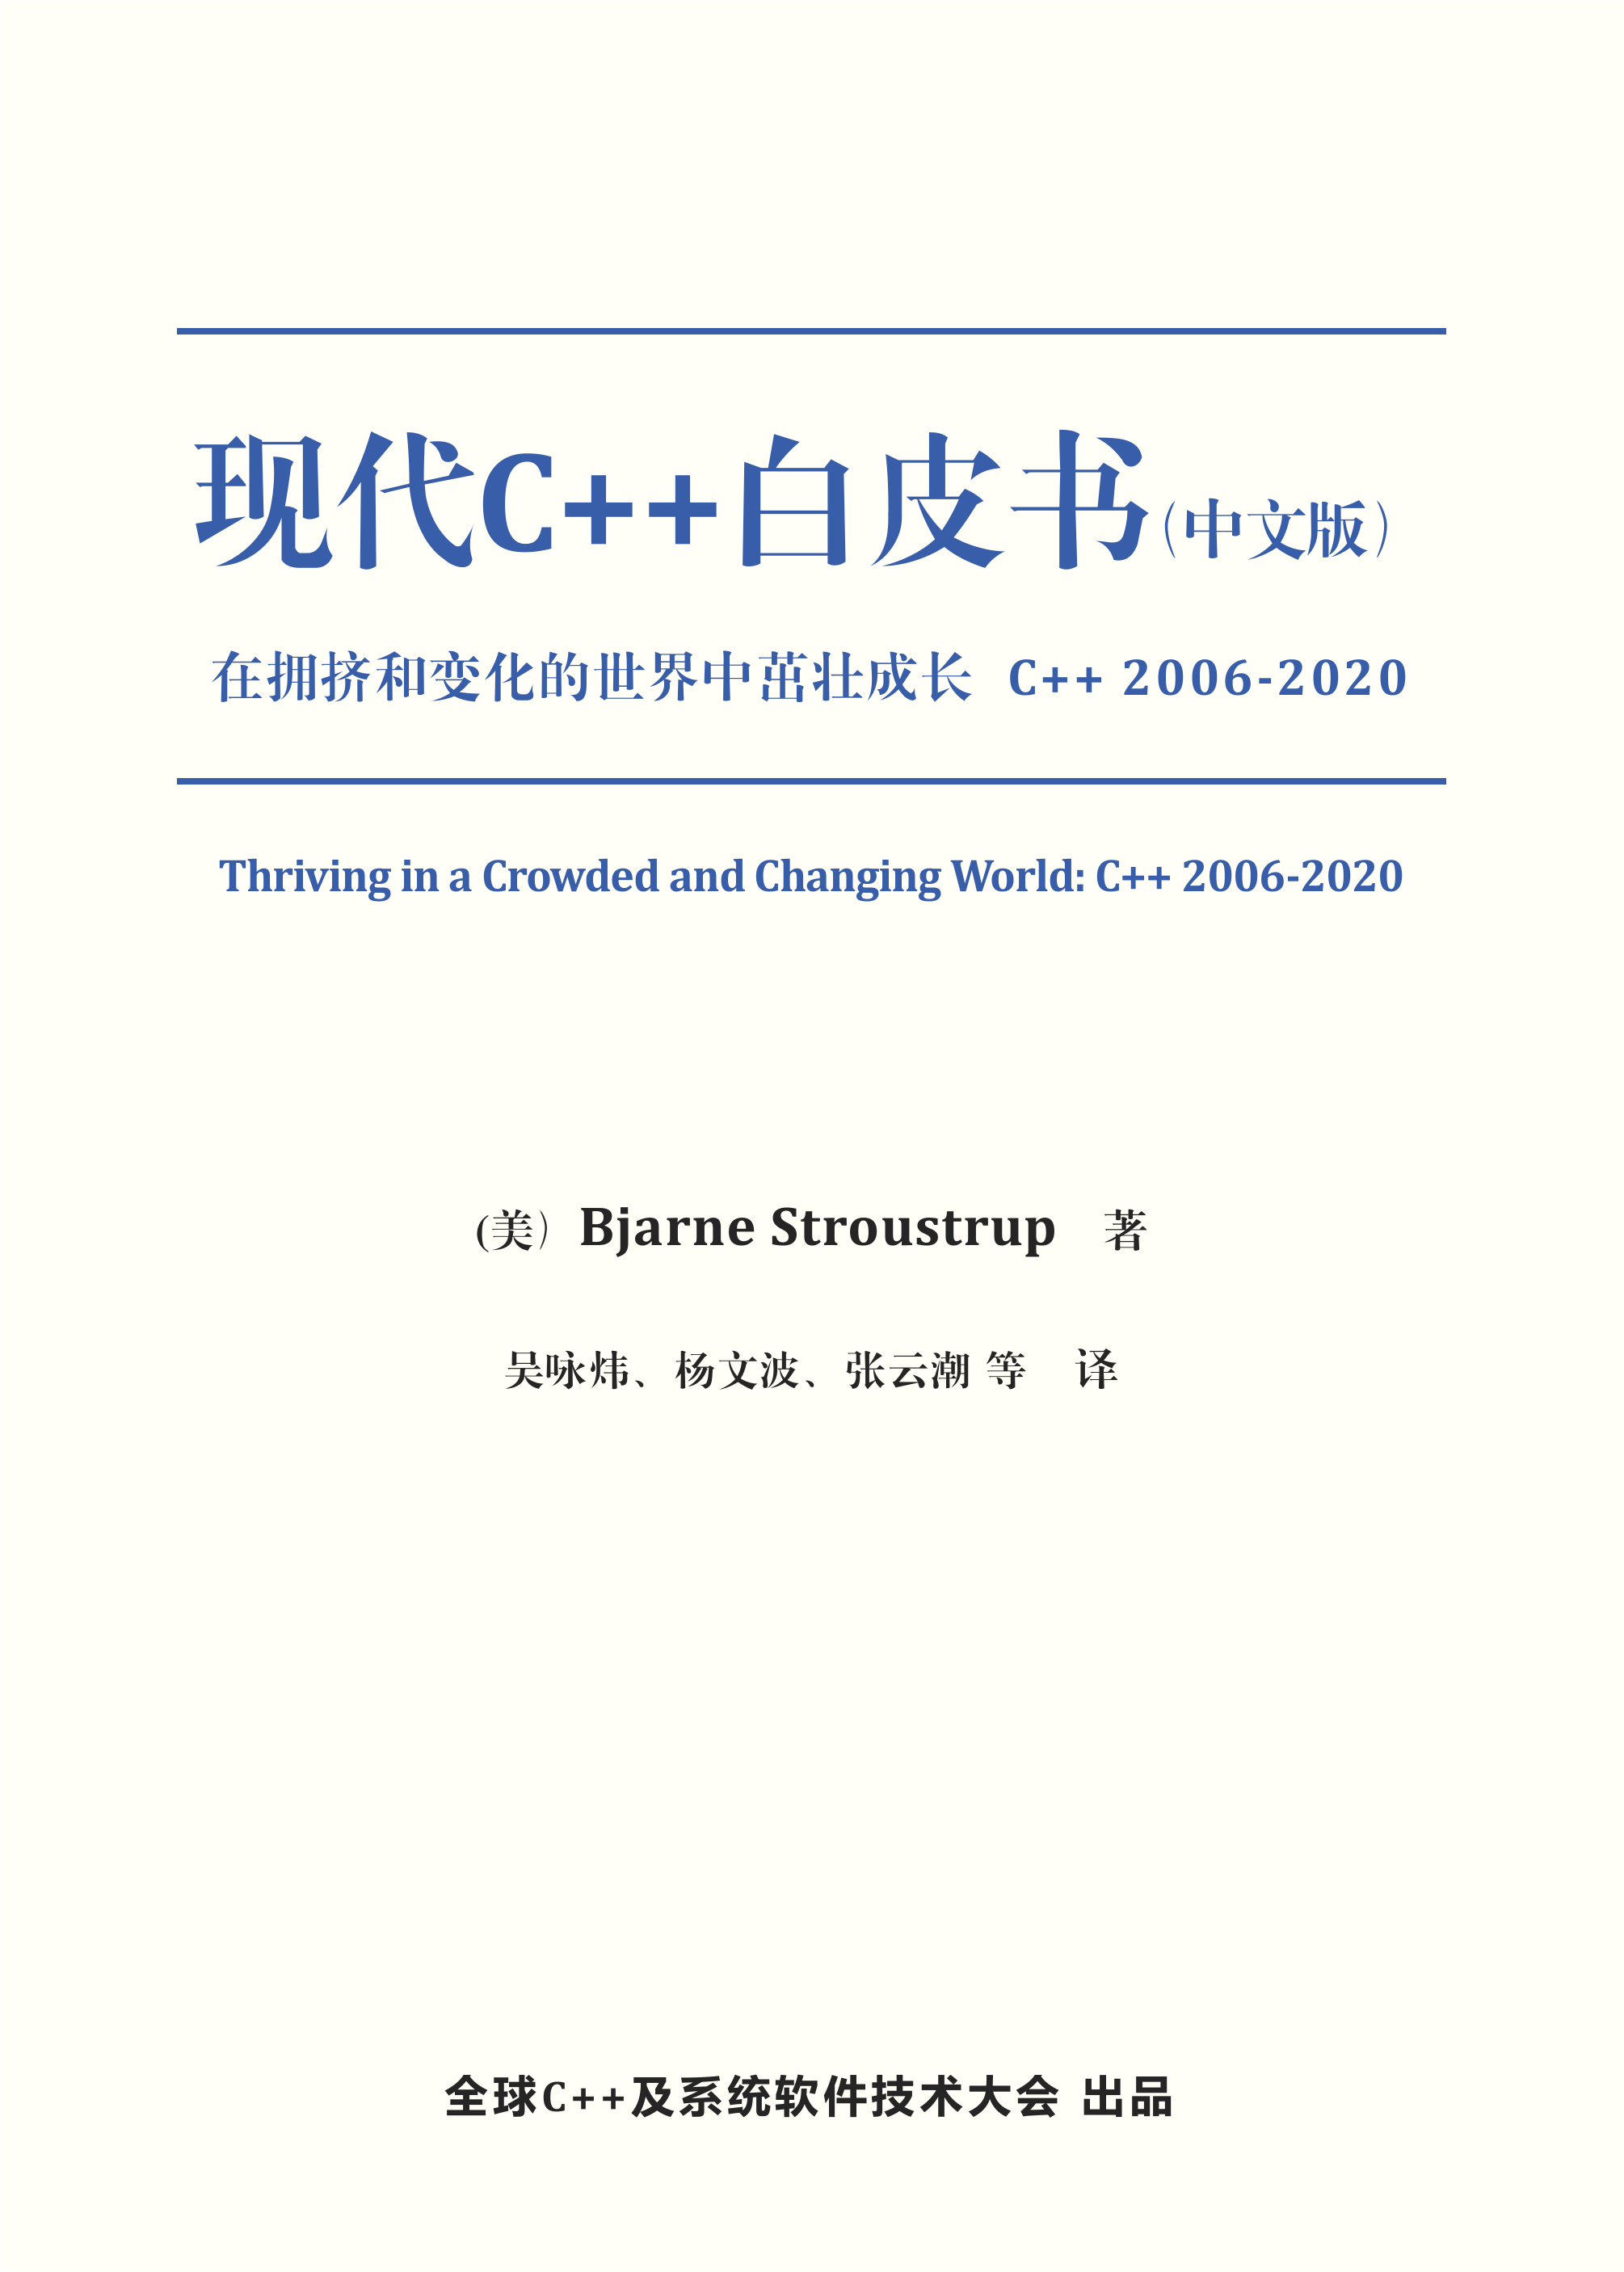 现代C++白皮书(中文版)
在拥挤和变化的世界中茁壮成长 C++ 2006-2020
Thriving in a Crowded and Changing World: C++ 2006-2020
(美) Bjarne Stroustrup 著
吴咏炜、杨文波、张云潮 等 译
全球C++及系统软件技术大会 出品